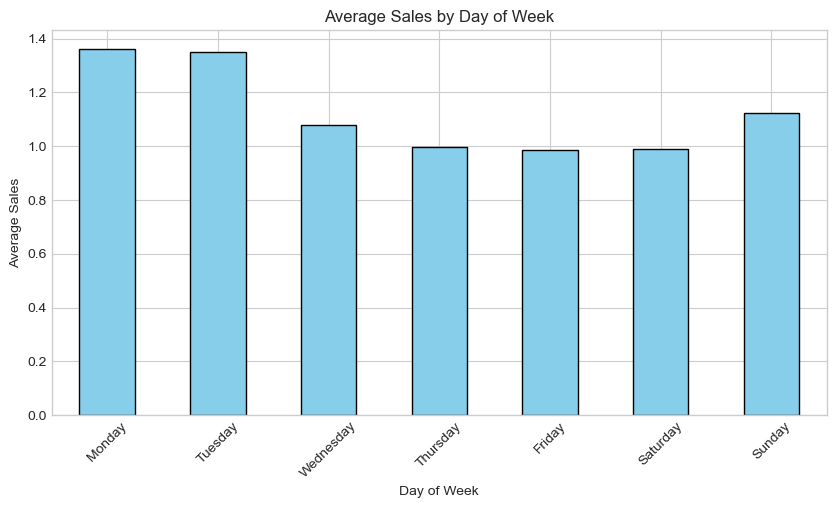 Average Sales by Day of Week
Average Sales
1.4
1.2
1.0
0.8
0.6
0.4
0.2
0.0
Monday
Tuesday
Wednesday
Thursday
Friday
Saturday
Sunday
Day of Week